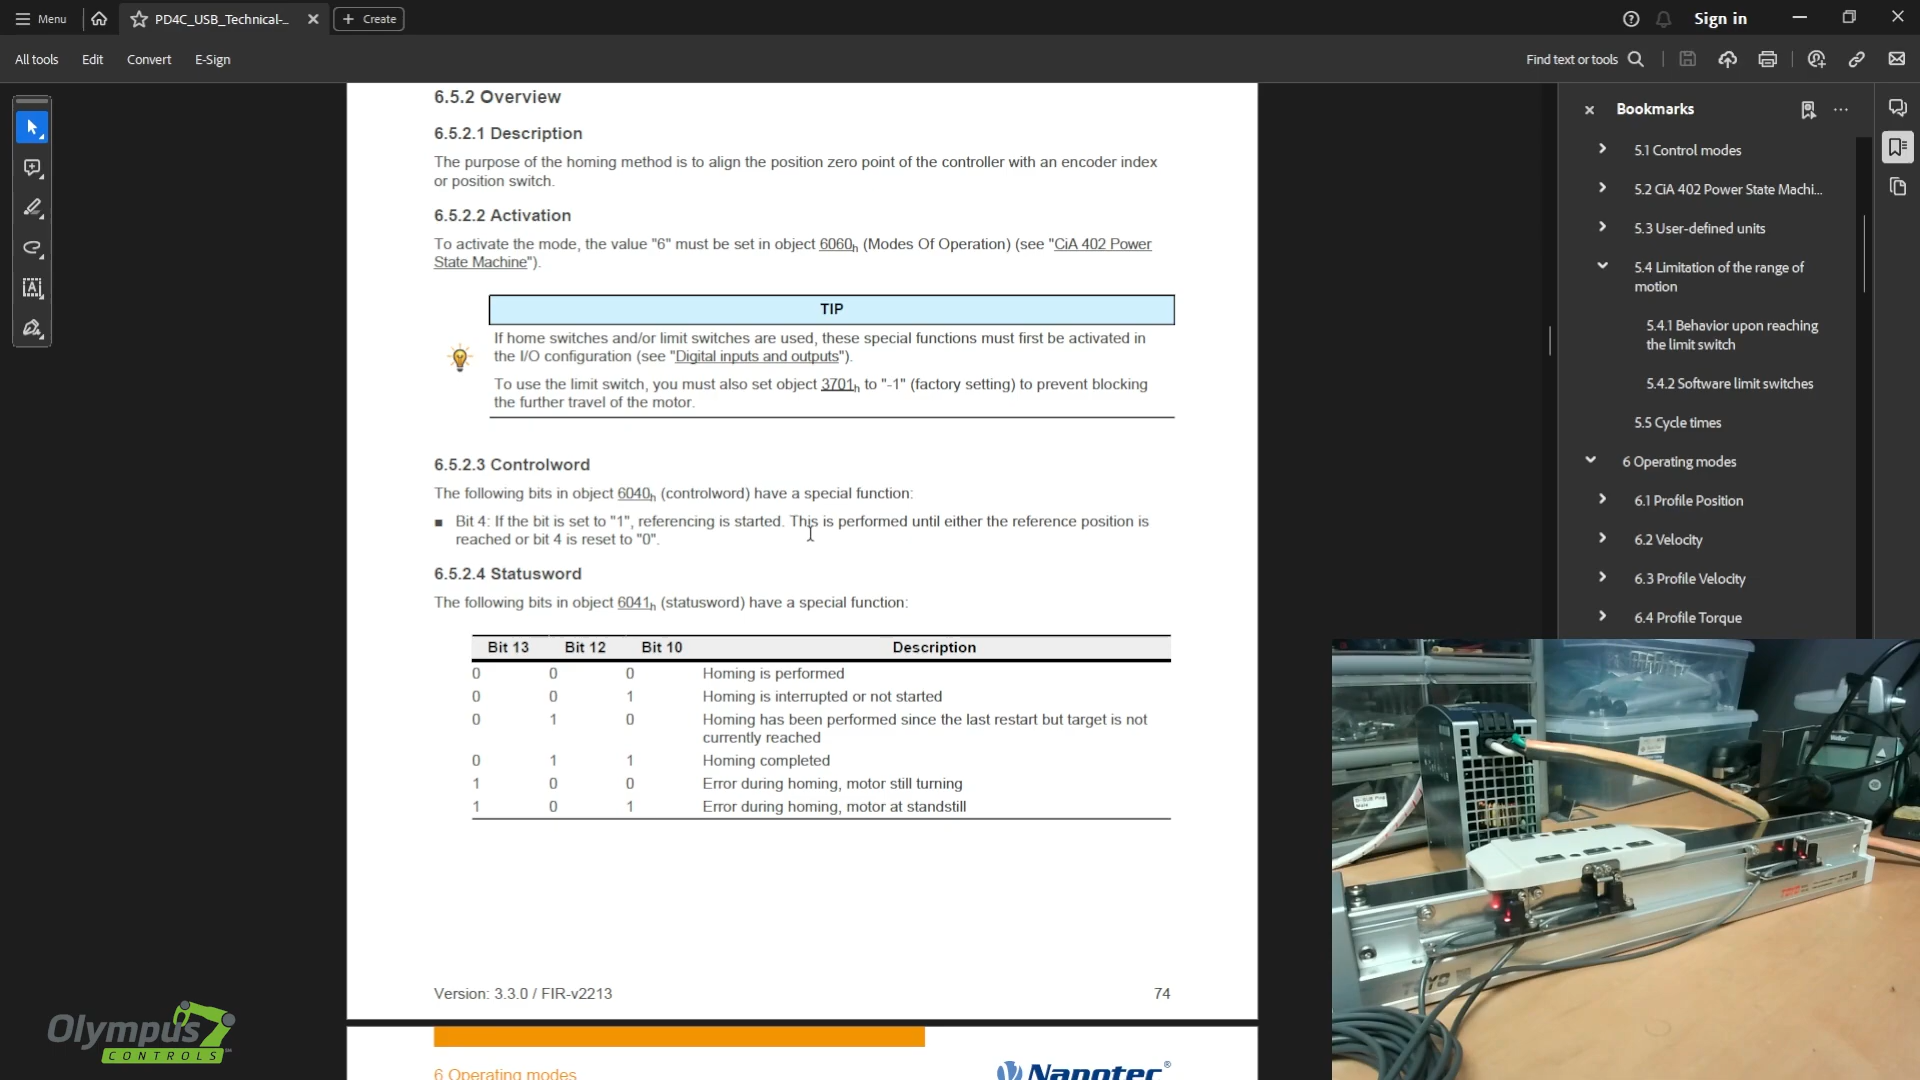 Menu
PD4C_USB_Technical-...
Create
Sign in
All tools
Edit
Convert
E-Sign
Find text or tools
6.5.2 Overview
6.5.2.1 Description
The purpose of the homing method is to align the position zero point of the controller with an encoder index
or position switch.
6.5.2.2 Activation
To activate the mode, the value "6" must be set in object 6060h (Modes Of Operation) (see "CiA 402 Power
State Machine").
TIP
If home switches and/or limit switches are used, these special functions must first be activated in
the I/O configuration (see "Digital inputs and outputs").
To use the limit switch, you must also set object 3701h to "-1" (factory setting) to prevent blocking
the further travel of the motor.
6.5.2.3 Controlword
The following bits in object 6040h (controlword) have a special function:
■ Bit 4: If the bit is set to "1", referencing is started. This is performed until either the reference position is
reached or bit 4 is reset to "0".
6.5.2.4 Statusword
The following bits in object 6041h (statusword) have a special function:
Bit 13 Bit 12 Bit 10 Description
0 0 0 Homing is performed
0 0 1 Homing is interrupted or not started
0 1 0 Homing has been performed since the last restart but target is not
currently reached
0 1 1 Homing completed
1 0 0 Error during homing, motor still turning
1 0 1 Error during homing, motor at standstill
Version: 3.3.0 / FIR-v2213
74
6 Operating modes
Nanotec®
Bookmarks
5.1 Control modes
5.2 CiA 402 Power State Machi...
5.3 User-defined units
5.4 Limitation of the range of
motion
5.4.1 Behavior upon reaching
the limit switch
5.4.2 Software limit switches
5.5 Cycle times
6 Operating modes
6.1 Profile Position
6.2 Velocity
6.3 Profile Velocity
6.4 Profile Torque
Olympus
CONTROLS